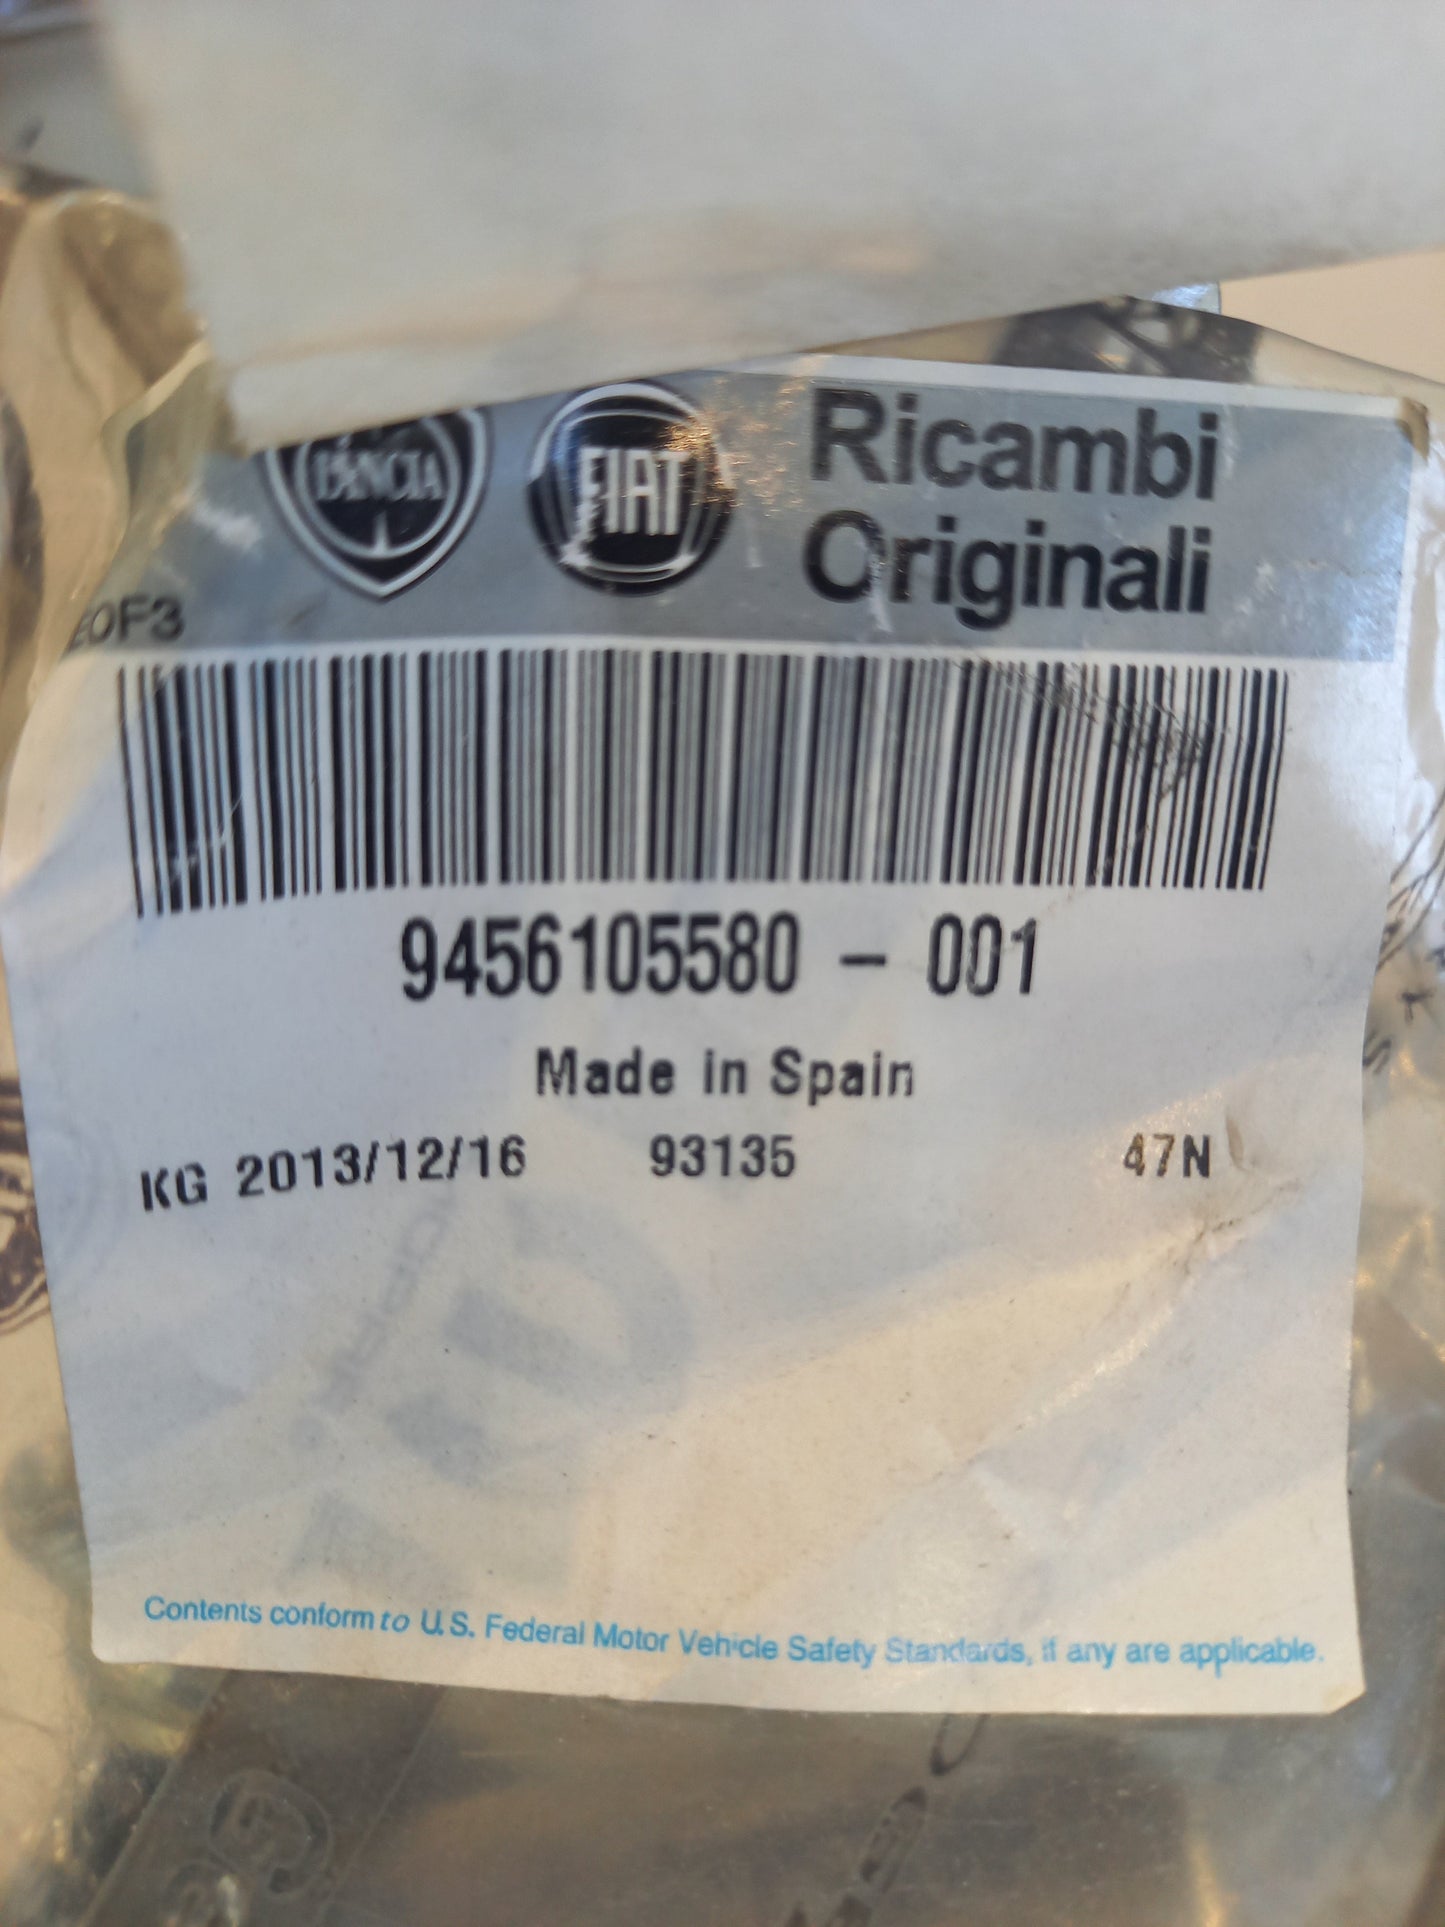 LANCIA
FIAT
Ricambi
Originali
EOF3
9456105580 - 001
Made in Spain
KG 2013/12/16 93135 47N
Contents conform to U.S. Federal Motor Vehicle Safety Standards, if any are applicable.